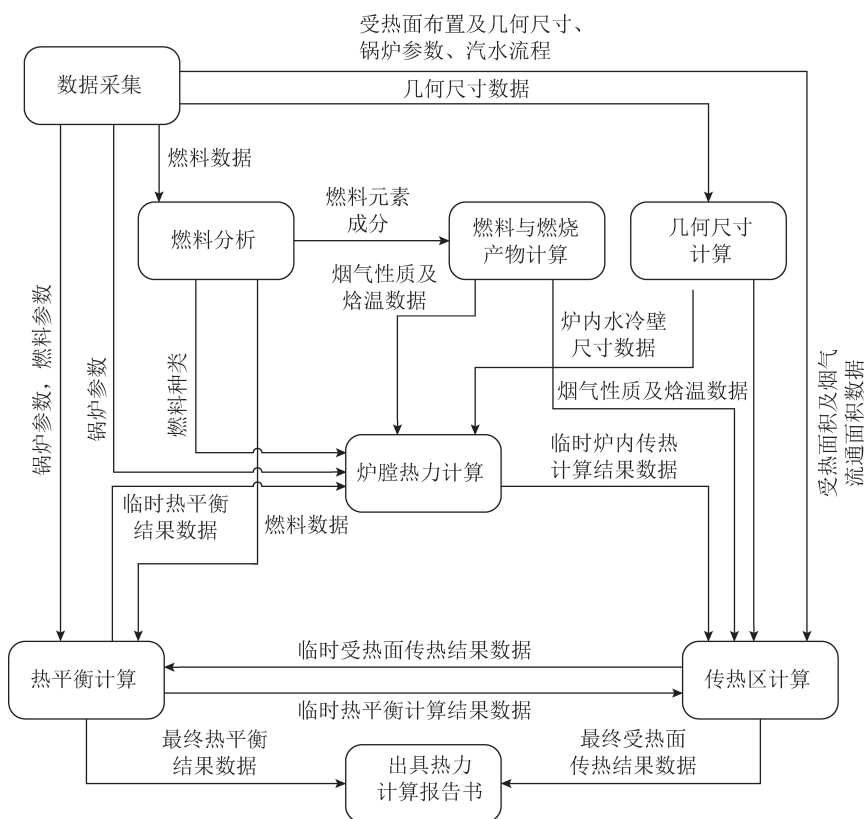 受热面布置及几何尺寸、
锅炉参数、汽水流程
数据采集
几何尺寸数据
燃料数据
燃料元素
成分
燃料分析
燃料与燃烧
产物计算
几何尺寸
计算
烟气性质及
焓温数据
炉内水冷壁
尺寸数据
锅炉参数，燃料参数
锅炉参数
燃料种类
烟气性质及焓温数据
受热面积及烟气
流通面积数据
炉膛热力计算
临时炉内传热
计算结果数据
临时热平衡
结果数据
燃料数据
热平衡计算
临时受热面传热结果数据
传热区计算
临时热平衡计算结果数据
最终热平衡
结果数据
出具热力
计算报告书
最终受热面
传热结果数据